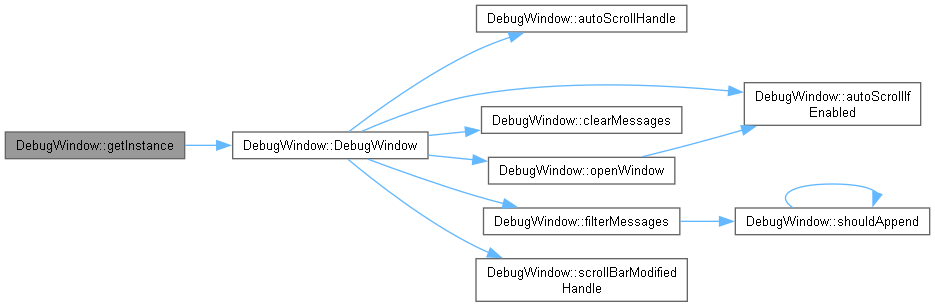 DebugWindow::getInstance
DebugWindow::DebugWindow
DebugWindow::autoScrollHandle
DebugWindow::autoScrollIf
Enabled
DebugWindow::clearMessages
DebugWindow::openWindow
DebugWindow::filterMessages
DebugWindow::shouldAppend
DebugWindow::scrollBarModified
Handle